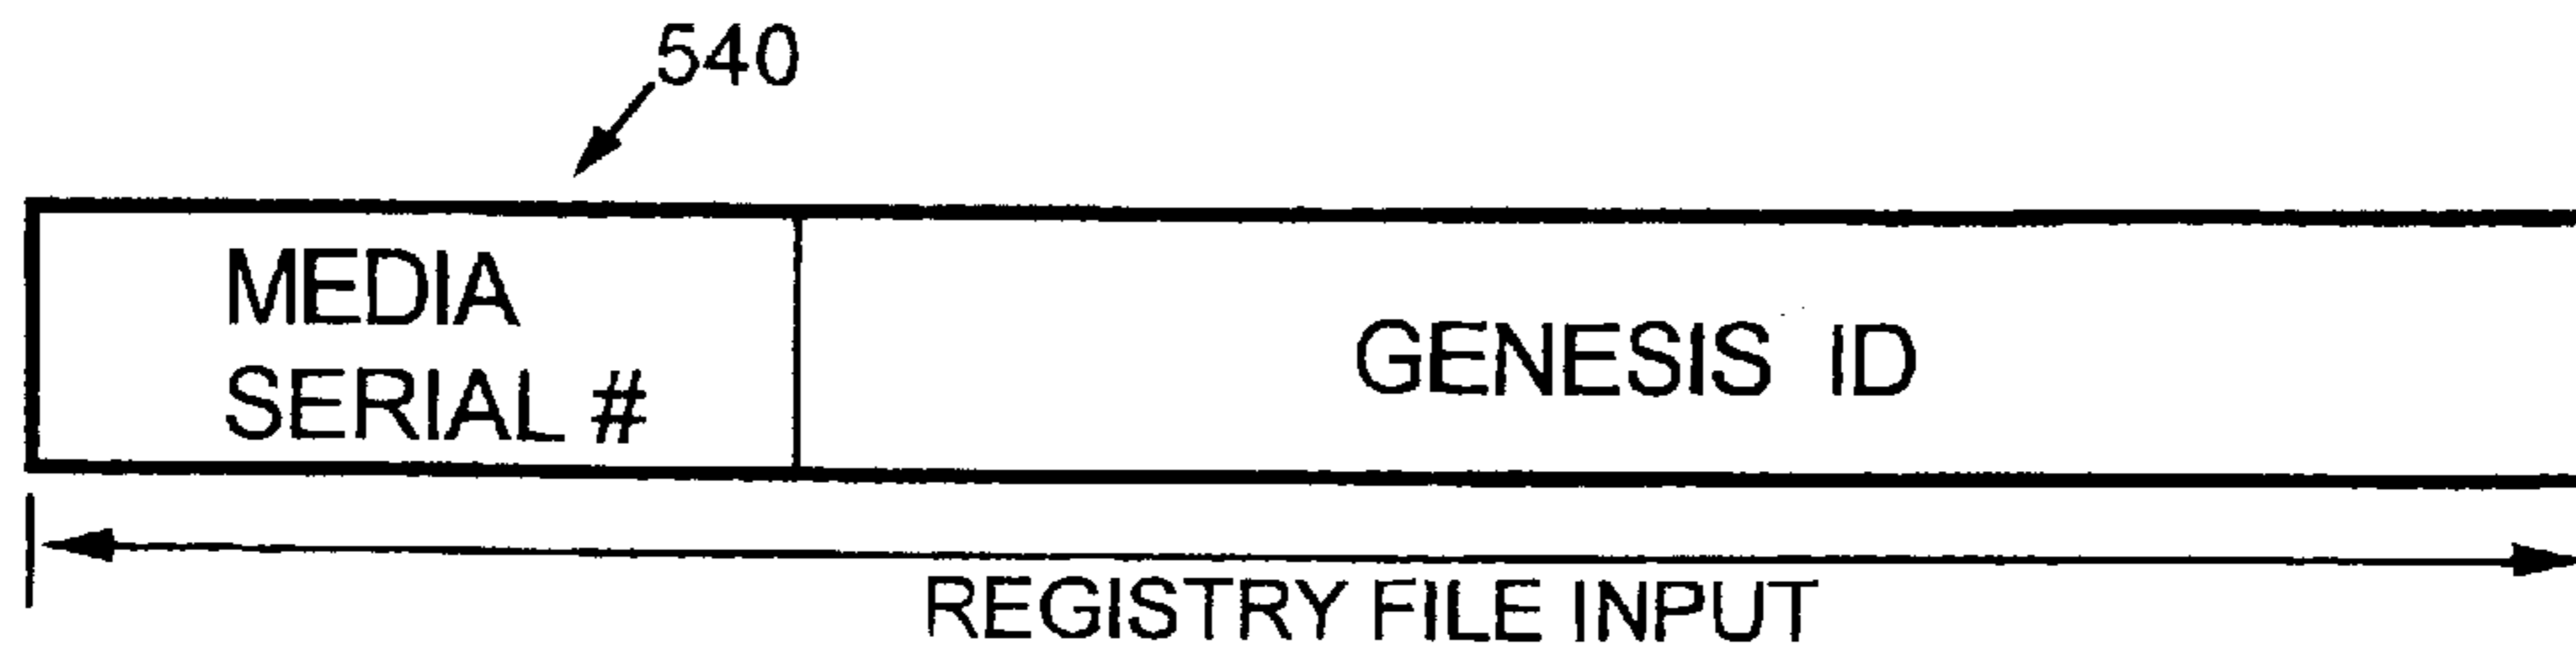 540
MEDIA
SERIAL #
GENESIS ID
REGISTRY FILE INPUT